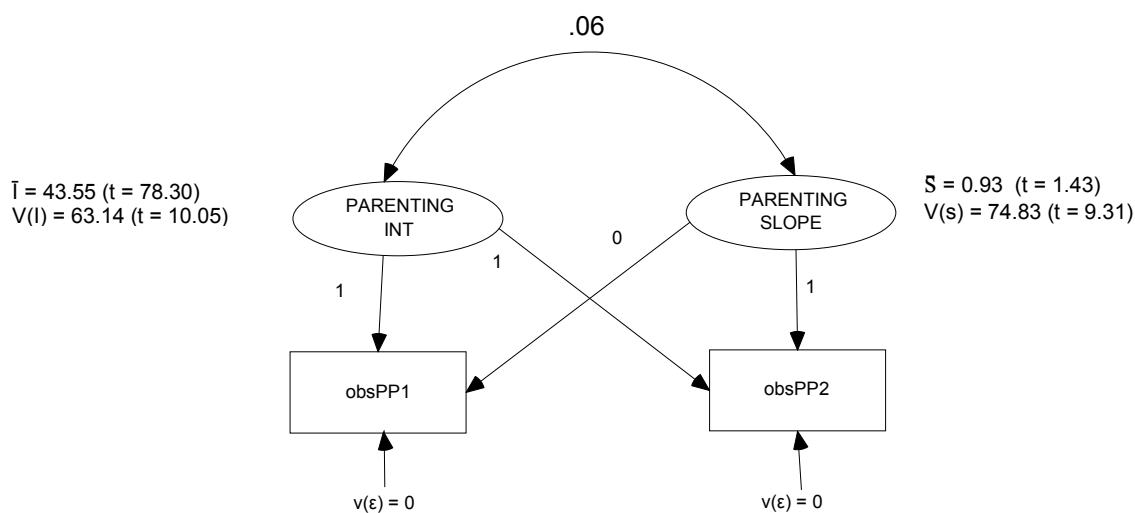 .06
Ī = 43.55 (t = 78.30)
V(I) = 63.14 (t = 10.05)
PARENTING
INT
PARENTING
SLOPE
S̄ = 0.93 (t = 1.43)
V(s) = 74.83 (t = 9.31)
1
1
0
1
obsPP1
obsPP2
v(ε) = 0
v(ε) = 0